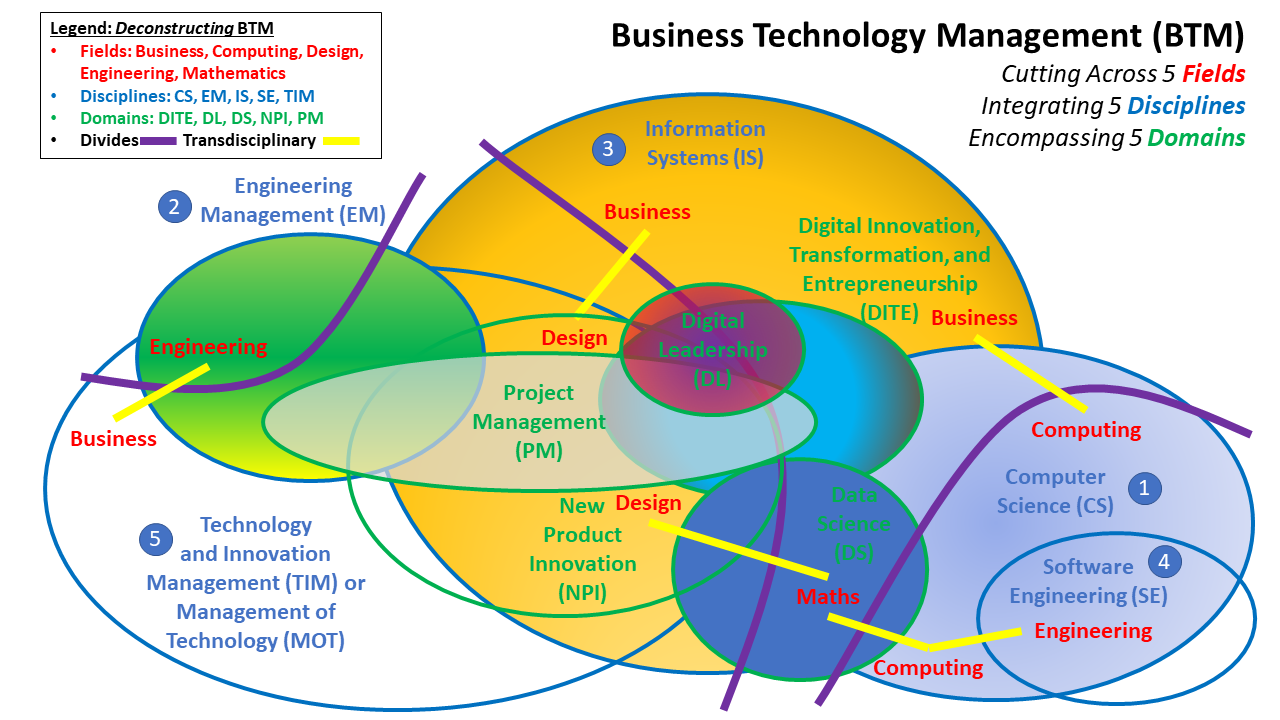 Legend: Deconstructing BTM
• Fields: Business, Computing, Design,
Engineering, Mathematics
• Disciplines: CS, EM, IS, SE, TIM
• Domains: DITE, DL, DS, NPI, PM
• Divides Transdisciplinary
Business Technology Management (BTM)
Cutting Across 5 Fields
Integrating 5 Disciplines
Encompassing 5 Domains
3
Information
Systems (IS)
2
Engineering
Management (EM)
Business
Digital Innovation,
Transformation, and
Entrepreneurship
(DITE)
Business
Design
Digital
Leadership
(DL)
Engineering
Business
Project
Management
(PM)
Computing
Computer
Science (CS)
1
New
Product
Innovation
(NPI)
Design
Data
Science
(DS)
5
Technology
and Innovation
Management (TIM) or
Management of
Technology (MOT)
4
Software
Engineering (SE)
Maths
Engineering
Computing